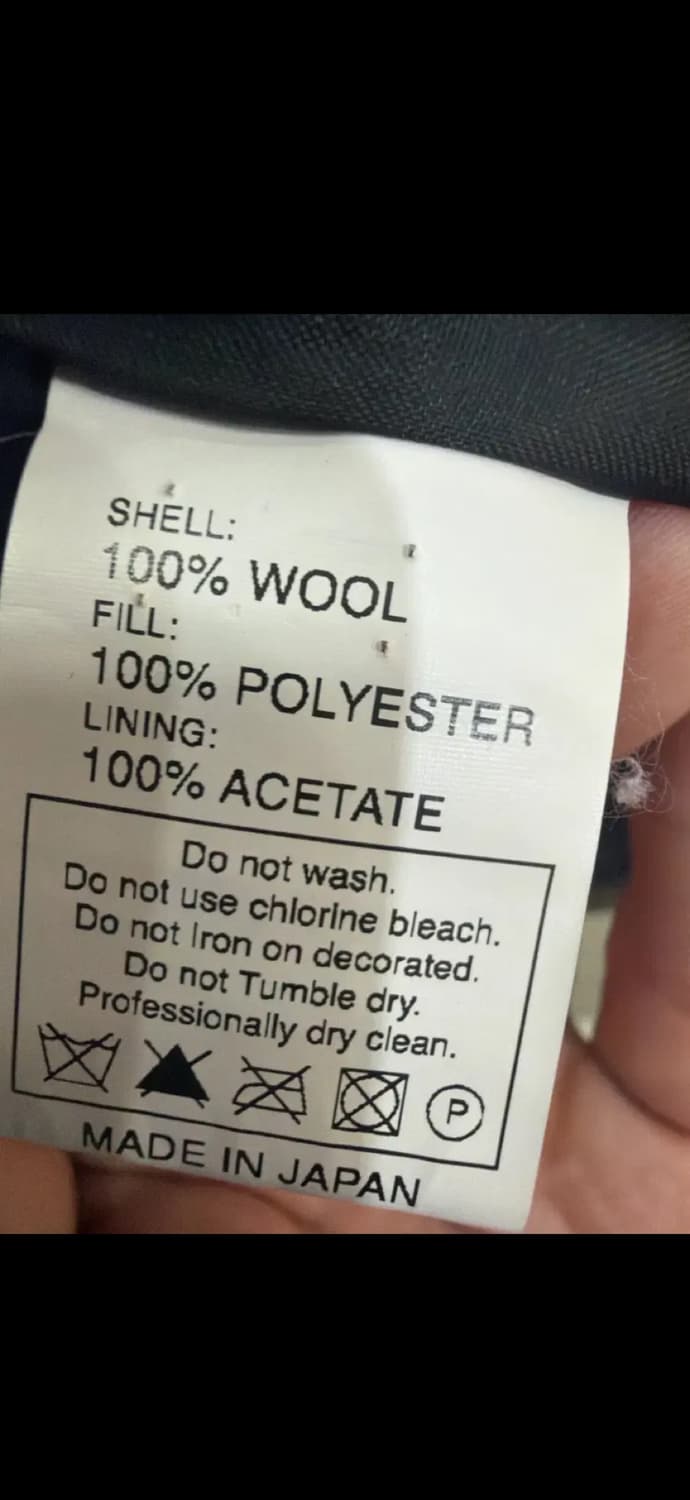 SHELL:
100% WOOL
FILL:
100% POLYESTER
LINING:
100% ACETATE
Do not wash.
Do not use chlorine bleach.
Do not Iron on decorated.
Do not Tumble dry.
Professionally dry clean.
P
MADE IN JAPAN